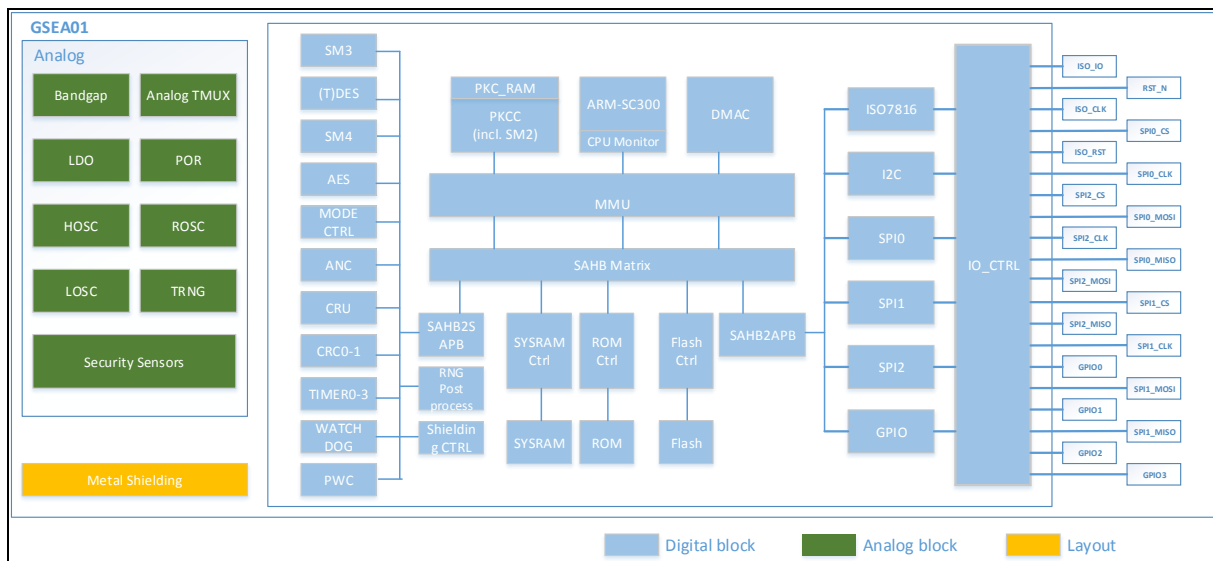 GSEA01
Analog
Bandgap
Analog TMUX
LDO
POR
HOSC
ROSC
LOSC
TRNG
Security Sensors
Metal Shielding
SM3
(T)DES
SM4
AES
MODE
CTRL
ANC
CRU
CRC0-1
TIMER0-3
WATCH
DOG
PWC
PKC_RAM
PKCC
(incl. SM2)
ARM-SC300
CPU Monitor
DMAC
MMU
SAHB Matrix
SAHB2S
APB
RNG
Post
process
Shieldin
g CTRL
SYSRAM
Ctrl
ROM
Ctrl
Flash
Ctrl
SAHB2APB
SYSRAM
ROM
Flash
ISO7816
I2C
SPI0
SPI1
SPI2
GPIO
IO_CTRL
ISO_IO
RST_N
ISO_CLK
SPI0_CS
ISO_RST
SPI0_CLK
SPI2_CS
SPI0_MOSI
SPI2_CLK
SPI0_MISO
SPI2_MOSI
SPI1_CS
SPI2_MISO
SPI1_CLK
GPIO0
SPI1_MOSI
GPIO1
SPI1_MISO
GPIO2
GPIO3
Digital block
Analog block
Layout